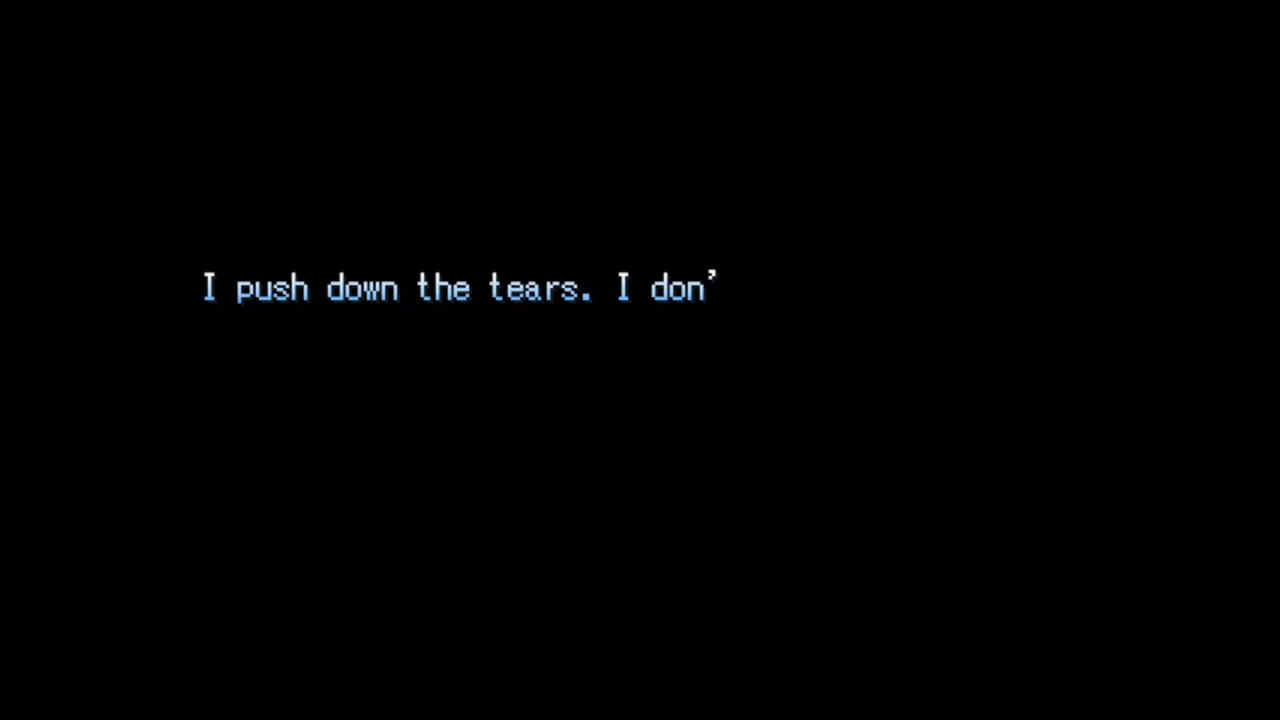 I push down the tears. I don’